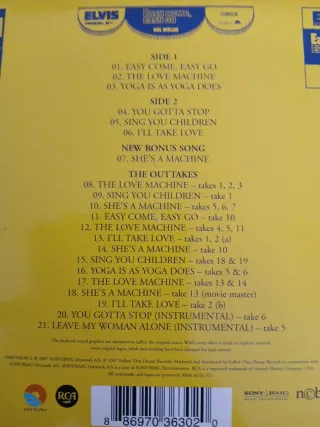 ELVIS
EASY COME, EASY GO
SIDE 1
01. EASY COME, EASY GO
02. THE LOVE MACHINE
03. YOGA IS AS YOGA DOES
SIDE 2
04. YOU GOTTA STOP
05. SING YOU CHILDREN
06. I'LL TAKE LOVE
NEW BONUS SONG
07. SHE'S A MACHINE
THE OUTTAKES
08. THE LOVE MACHINE – takes 1, 2, 3
09. SING YOU CHILDREN – take 1
10. SHE'S A MACHINE – takes 5, 6, 7
11. EASY COME, EASY GO – take 10
12. THE LOVE MACHINE – takes 4, 5, 11
13. I'LL TAKE LOVE – takes 1, 2 (a)
14. SHE'S A MACHINE – take 10
15. SING YOU CHILDREN – takes 18 & 19
16. YOGA IS AS YOGA DOES – takes 5 & 6
17. THE LOVE MACHINE – takes 13 & 14
18. SHE'S A MACHINE – take 13 (movie master)
19. I'LL TAKE LOVE – take 2 (b)
20. YOU GOTTA STOP (INSTRUMENTAL) – take 6
21. LEAVE MY WOMAN ALONE (INSTRUMENTAL) – take 5
RCA
SONY BMG
8 86970 36302 0